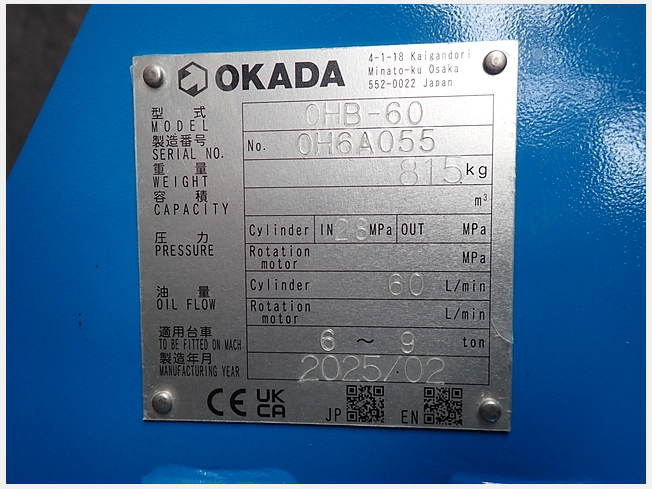 OKADA
4-1-18 Kaigandori
Minato-ku Osaka
552-0022 Japan
型 式
MODEL
OHB-60
製造番号
SERIAL NO.
No. OH6A055
重 量
WEIGHT
815 kg
容 積
CAPACITY
m³
圧 力
PRESSURE
Cylinder IN 28 MPa OUT MPa
Rotation motor MPa
油 量
OIL FLOW
Cylinder 60 L/min
Rotation motor L/min
適用台車
TO BE FITTED ON MACH
6 ～ 9 ton
製造年月
MANUFACTURING YEAR
2025/02
CE UK CA JP EN